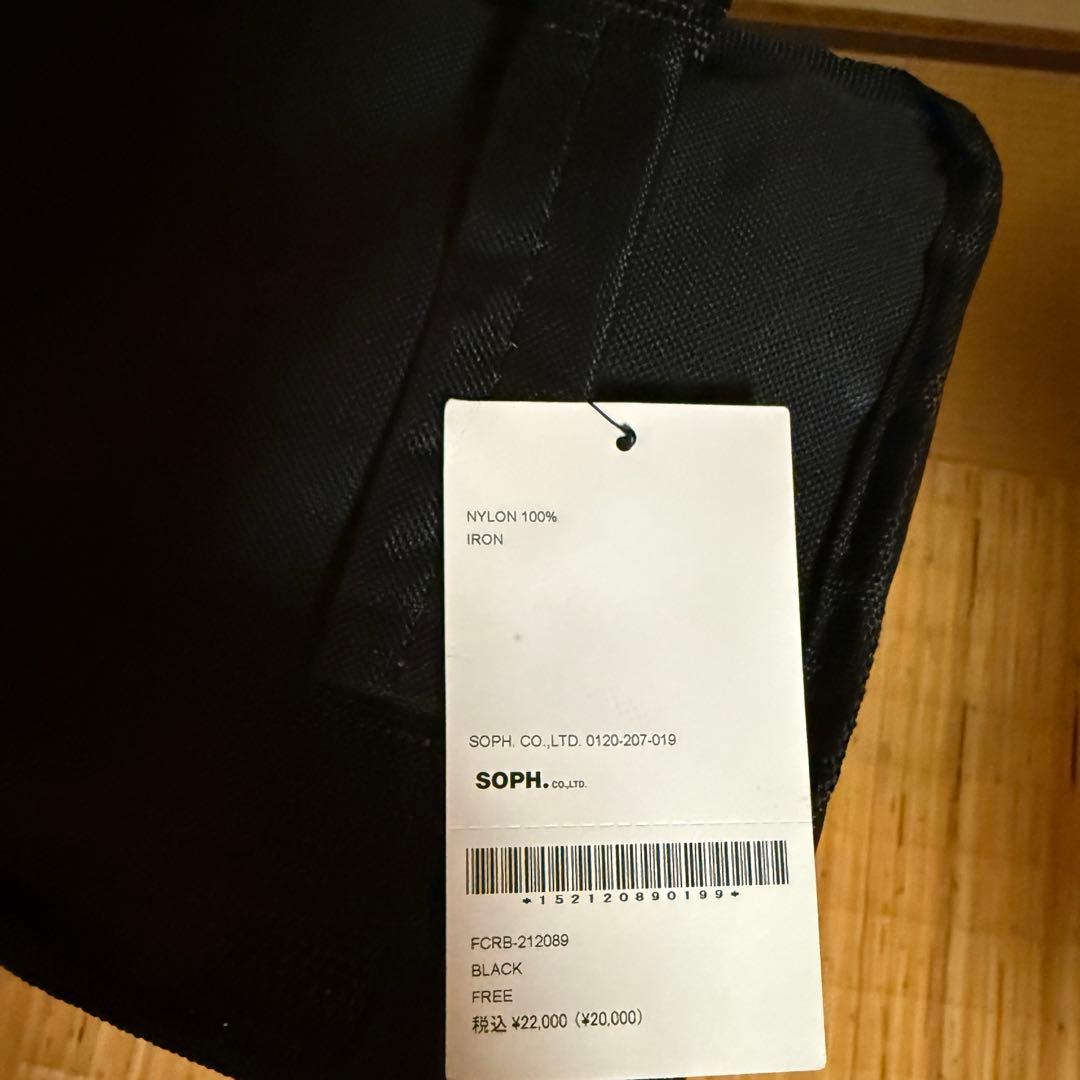 NYLON 100%
IRON
SOPH. CO.,LTD. 0120-207-019
SOPH. CO.,LTD.
*152120890199*
FCRB-212089
BLACK
FREE
税込 ¥22,000 (¥20,000)